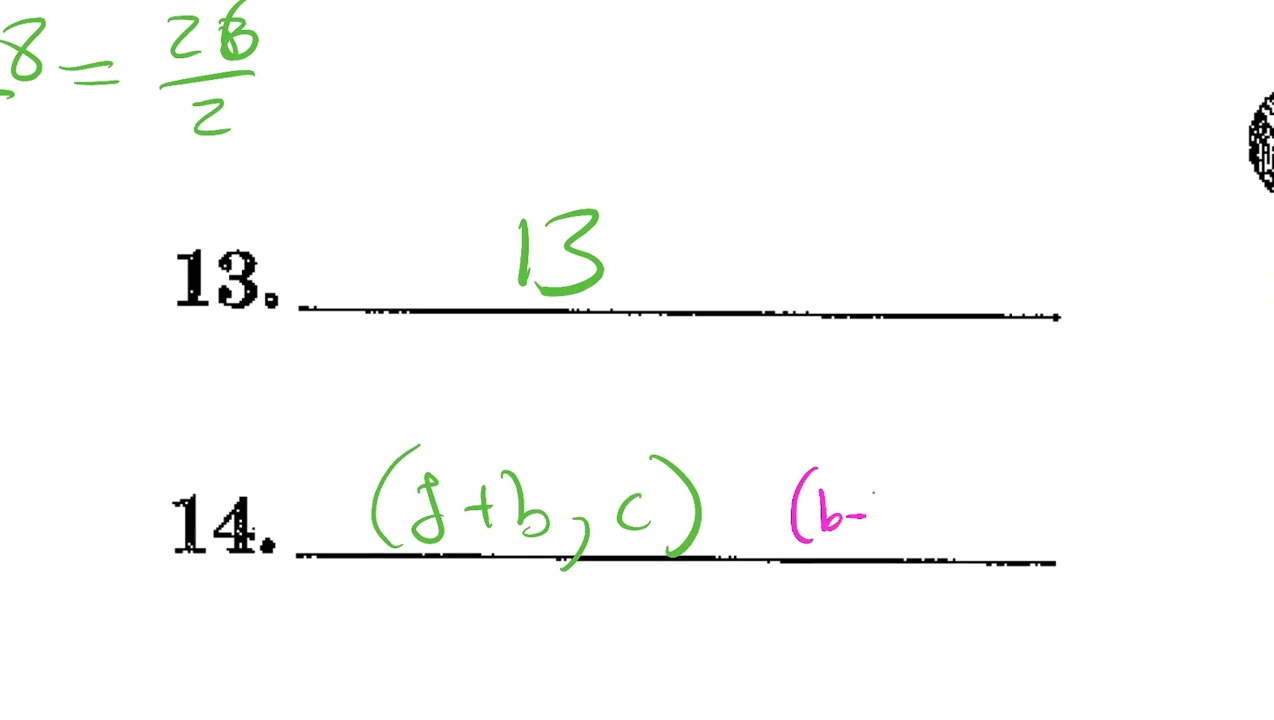 8 = 26/2
13. 13
14. (j+b, c) (b-